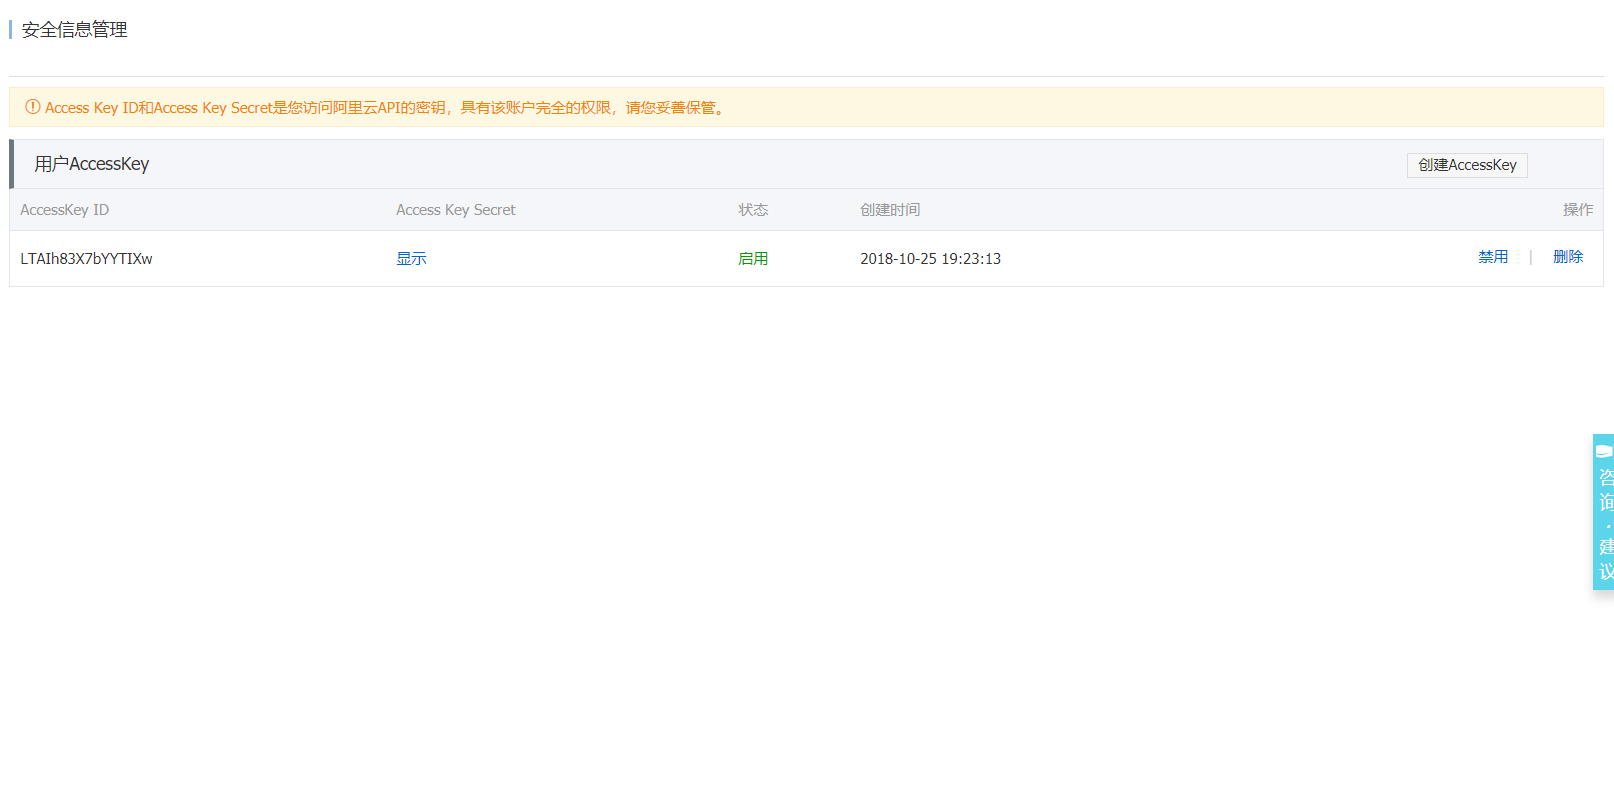 安全信息管理
Access Key ID和Access Key Secret是您访问阿里云API的密钥，具有该账户完全的权限，请您妥善保管。
用户AccessKey 创建AccessKey
AccessKey ID Access Key Secret 状态 创建时间 操作
LTAIh83X7bYYTIXw 显示 启用 2018-10-25 19:23:13 禁用 | 删除
咨
询
·
建
议